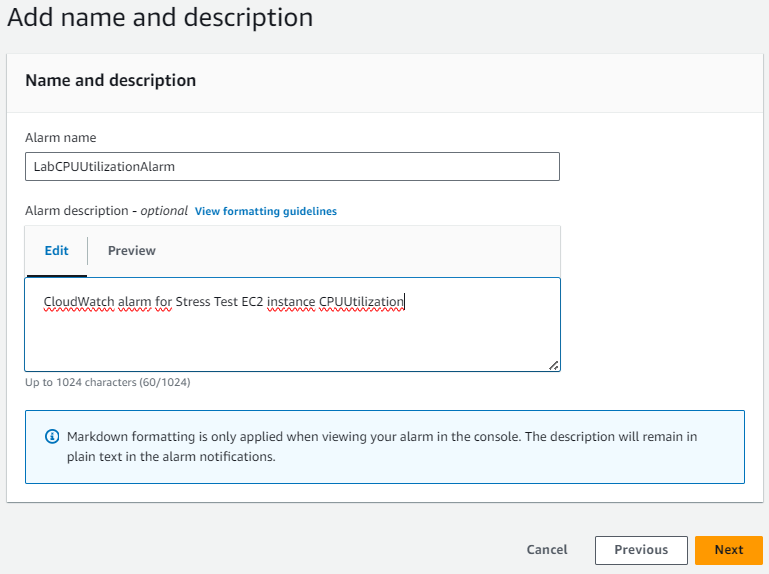 Add name and description
Name and description
Alarm name
LabCPUUtilizationAlarm
Alarm description - optional View formatting guidelines
Edit Preview
CloudWatch alarm for Stress Test EC2 instance CPUUtilization
Up to 1024 characters (60/1024)
Markdown formatting is only applied when viewing your alarm in the console. The description will remain in
plain text in the alarm notifications.
Cancel Previous Next